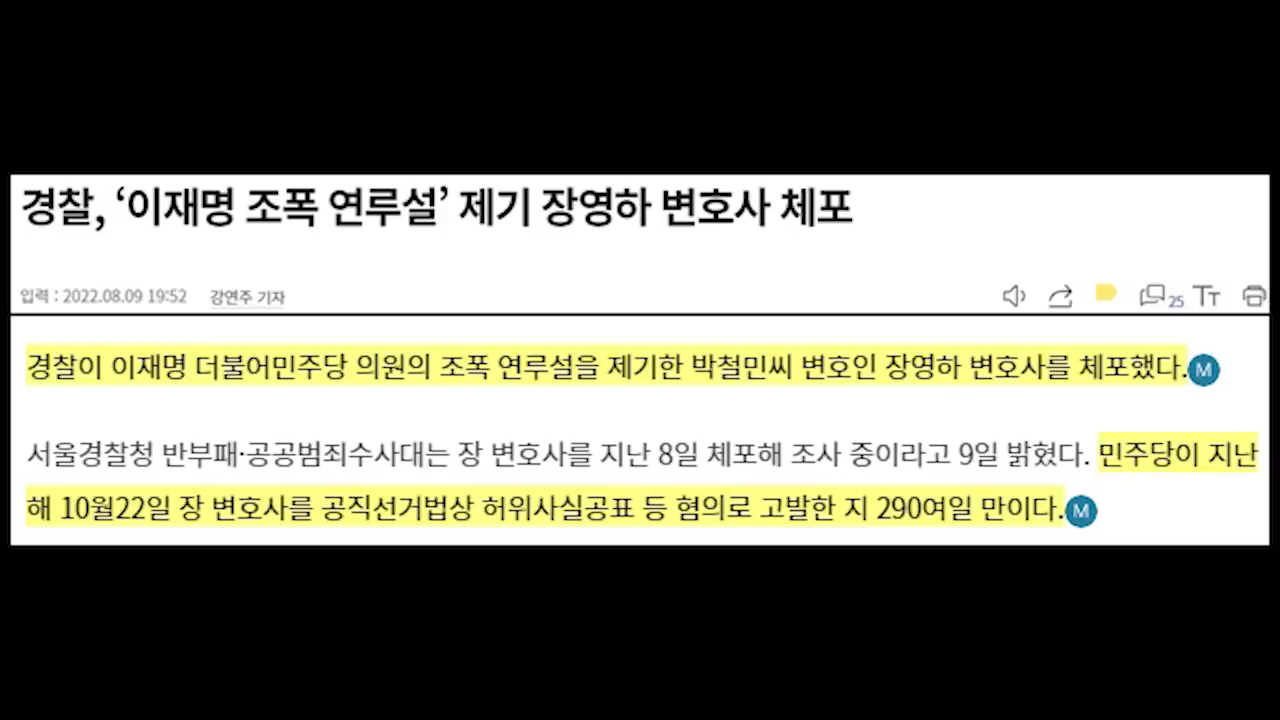 경찰, ‘이재명 조폭 연루설’ 제기 장영하 변호사 체포
입력 : 2022.08.09 19:52 강연주 기자
25 TT
경찰이 이재명 더불어민주당 의원의 조폭 연루설을 제기한 박철민씨 변호인 장영하 변호사를 체포했다. M
서울경찰청 반부패·공공범죄수사대는 장 변호사를 지난 8일 체포해 조사 중이라고 9일 밝혔다. 민주당이 지난
해 10월22일 장 변호사를 공직선거법상 허위사실공표 등 혐의로 고발한 지 290여일 만이다. M